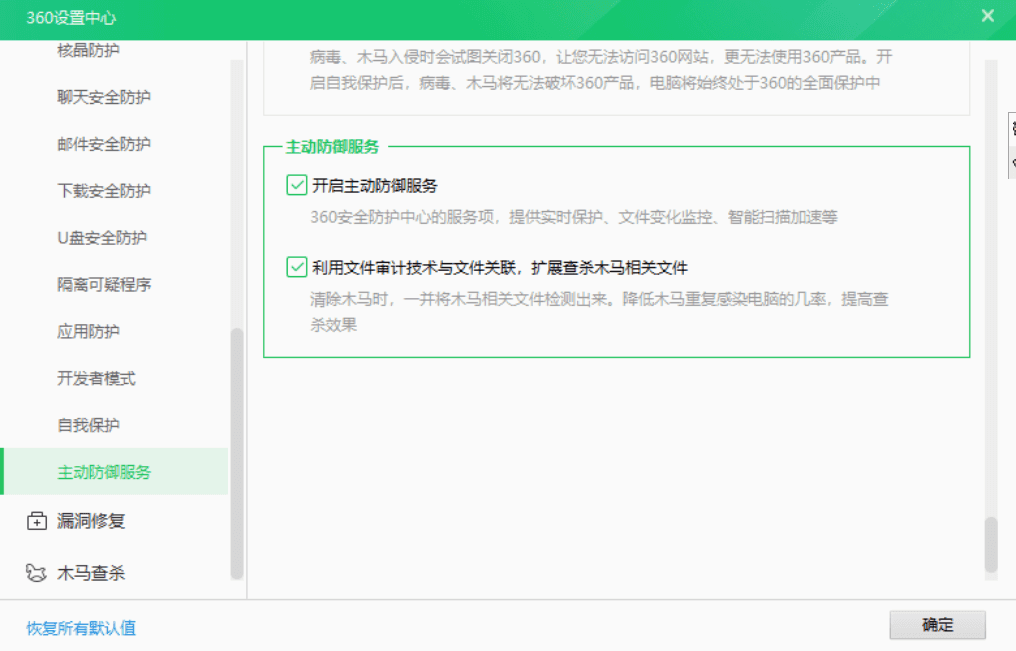 360设置中心
核晶防护
聊天安全防护
邮件安全防护
下载安全防护
U盘安全防护
隔离可疑程序
应用防护
开发者模式
自我保护
主动防御服务
漏洞修复
木马查杀
病毒、木马入侵时会试图关闭360，让您无法访问360网站，更无法使用360产品。开
启自我保护后，病毒、木马将无法破坏360产品，电脑将始终处于360的全面保护中
主动防御服务
开启主动防御服务
360安全防护中心的服务项，提供实时保护、文件变化监控、智能扫描加速等
利用文件审计技术与文件关联，扩展查杀木马相关文件
清除木马时，一并将木马相关文件检测出来。降低木马重复感染电脑的几率，提高查
杀效果
恢复所有默认值
确定